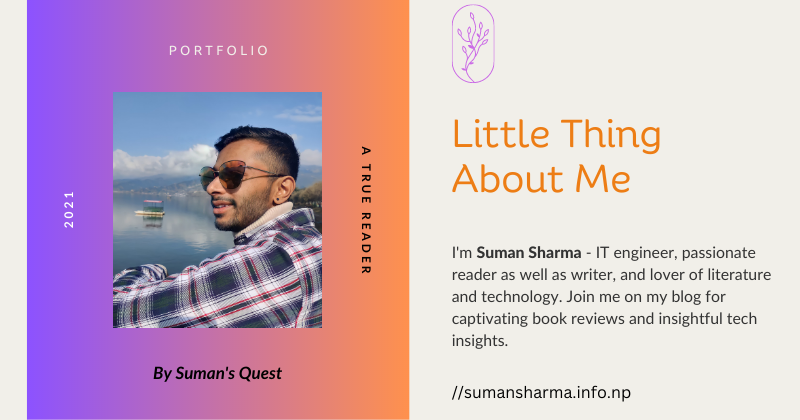 PORTFOLIO
2021
A TRUE READER
By Suman's Quest
Little Thing
About Me
I'm Suman Sharma - IT engineer, passionate
reader as well as writer, and lover of literature
and technology. Join me on my blog for
captivating book reviews and insightful tech
insights.
//sumansharma.info.np